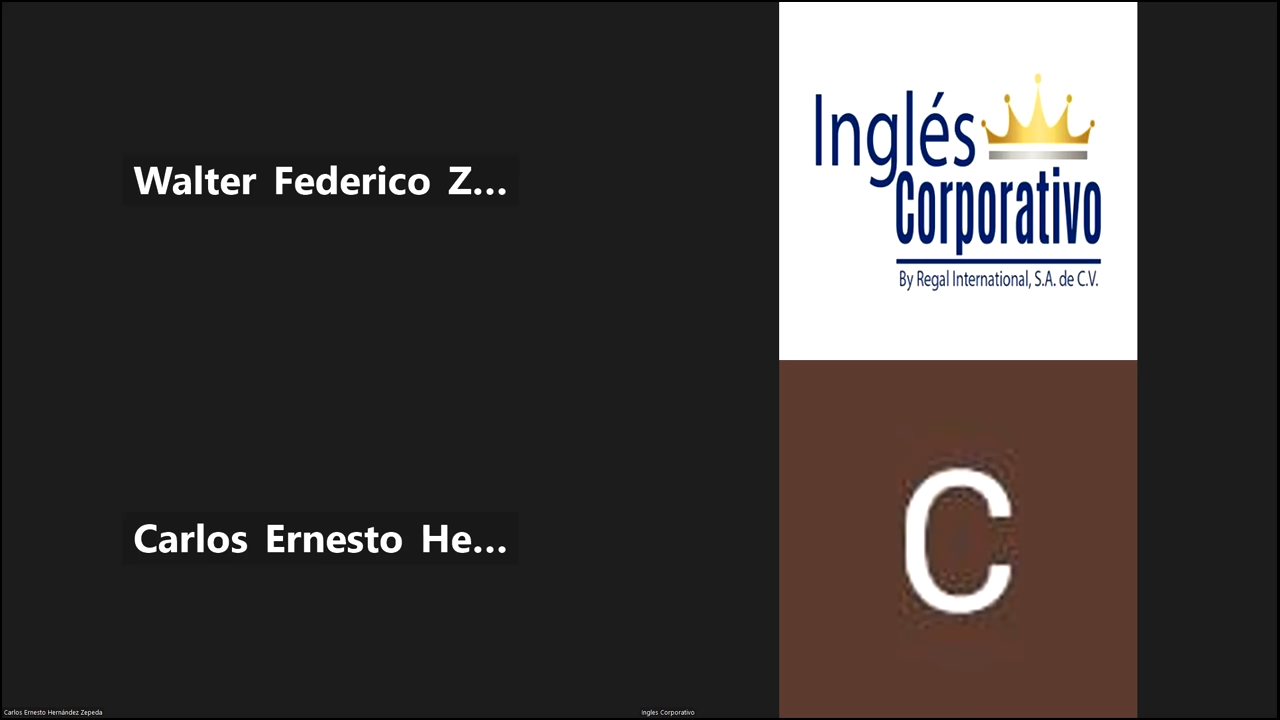 Walter Federico Z...
Inglés
Corporativo
By Regal International, S.A. de C.V.
Carlos Ernesto He...
C
Carlos Ernesto Hernández Zepeda
Ingles Corporativo